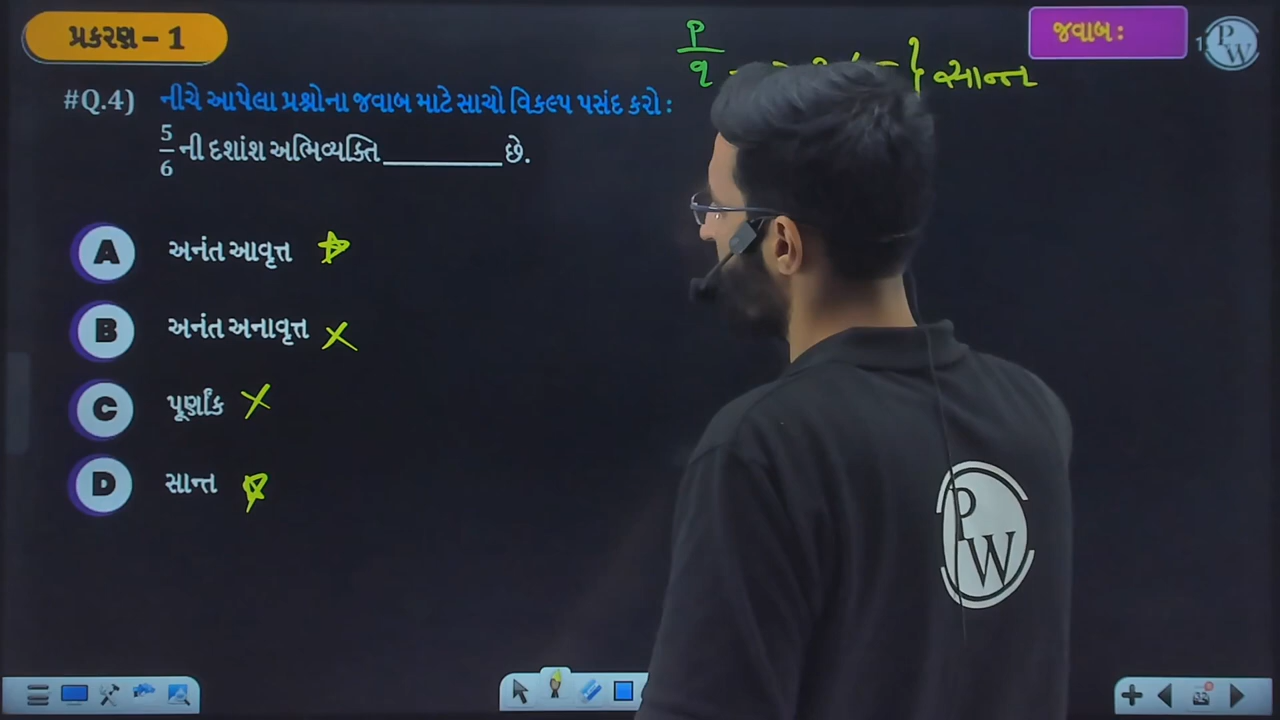 પ્રકરણ – 1
જવાબ :
P W
p/q
સાન્ત
#Q.4) નીચે આપેલા પ્રશ્નોના જવાબ માટે સાચો વિકલ્પ પસંદ કરો :
5/6 ની દશાંશ અભિવ્યક્તિ ________ છે.
A અનંત આવૃત્ત
B અનંત અનાવૃત્ત
C પૂર્ણાંક
D સાન્ત
PW